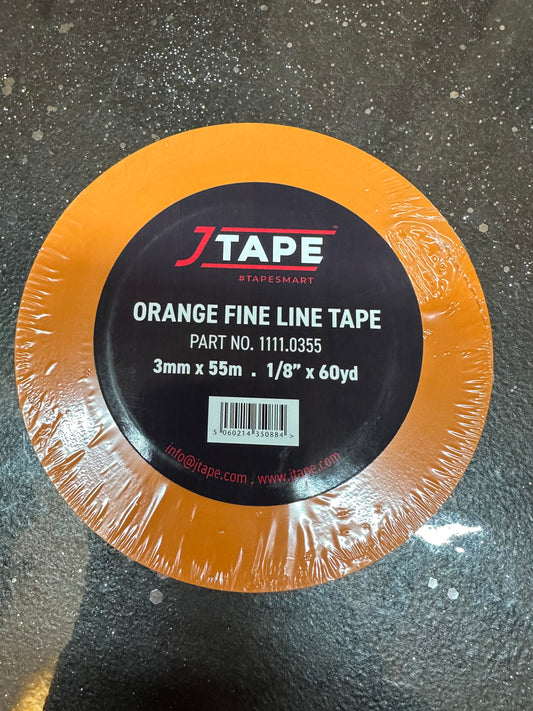 JTAPE™
#TAPESMART
ORANGE FINE LINE TAPE
PART NO. 1111.0355
3mm x 55m . 1/8" x 60yd
5 060214 350884 >
info@jtape.com . www.jtape.com